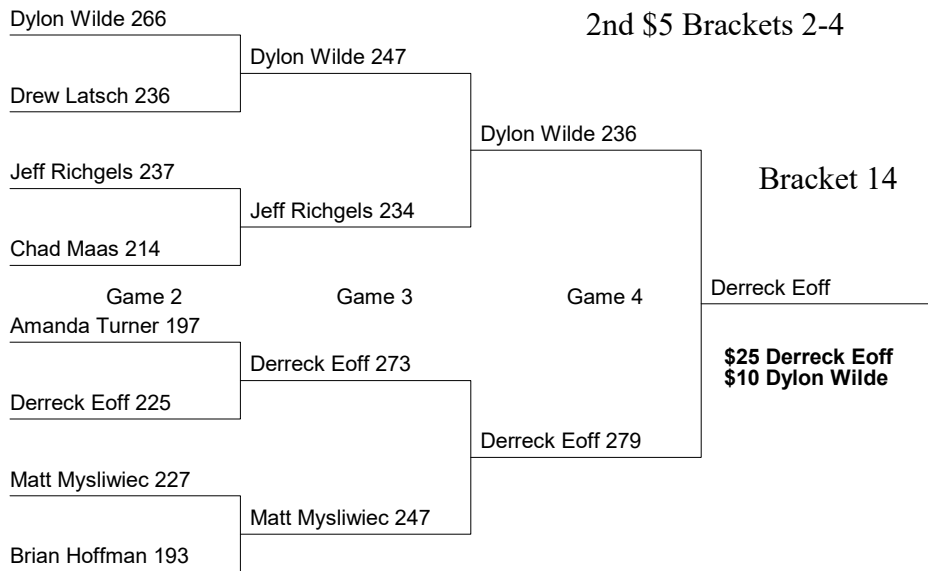 Dylon Wilde 266
2nd $5 Brackets 2-4
Dylon Wilde 247
Drew Latsch 236
Dylon Wilde 236
Jeff Richgels 237
Bracket 14
Jeff Richgels 234
Chad Maas 214
Game 2
Game 3
Game 4
Derreck Eoff
Amanda Turner 197
$25 Derreck Eoff
$10 Dylon Wilde
Derreck Eoff 273
Derreck Eoff 225
Derreck Eoff 279
Matt Mysliwiec 227
Matt Mysliwiec 247
Brian Hoffman 193